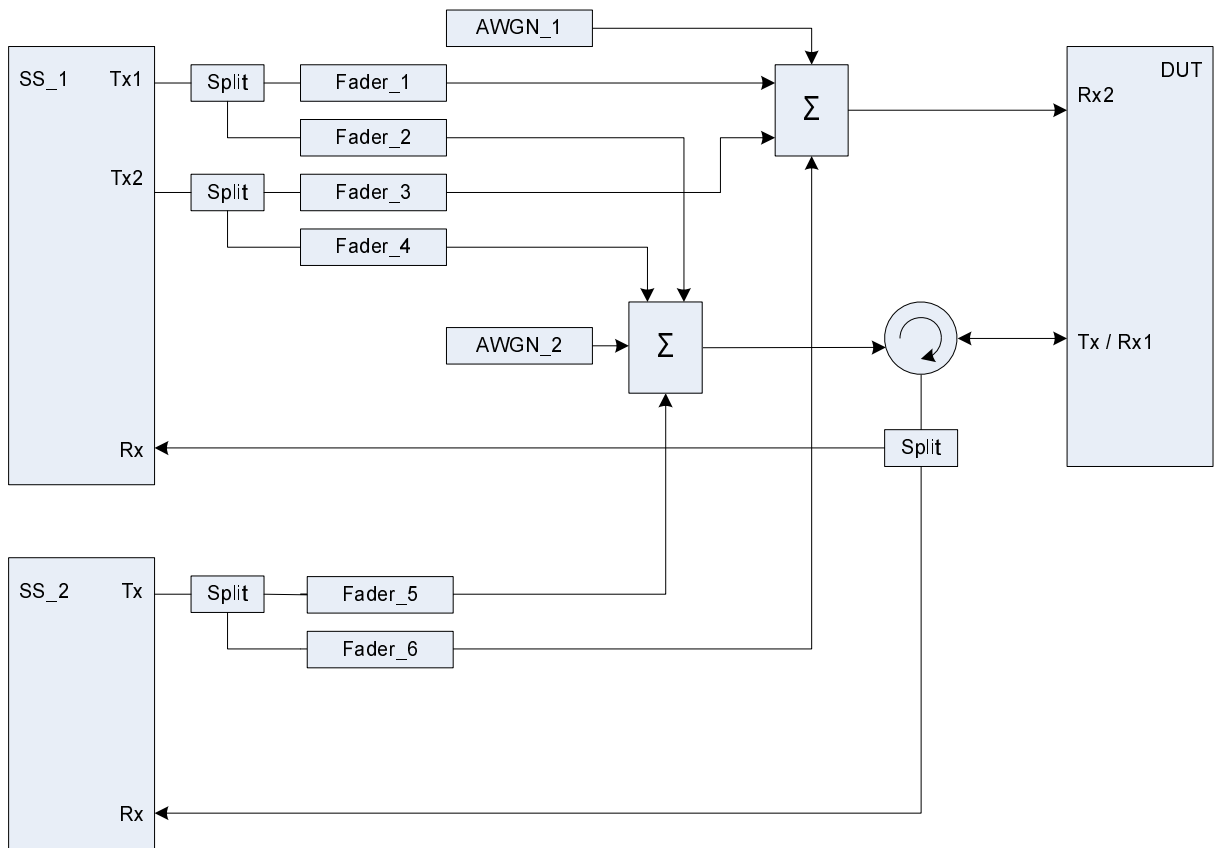 AWGN_1
SS_1
Tx1
Split
Fader_1
Σ
DUT
Rx2
Fader_2
Tx2
Split
Fader_3
Fader_4
AWGN_2
Σ
Tx / Rx1
Rx
Split
SS_2
Tx
Split
Fader_5
Fader_6
Rx